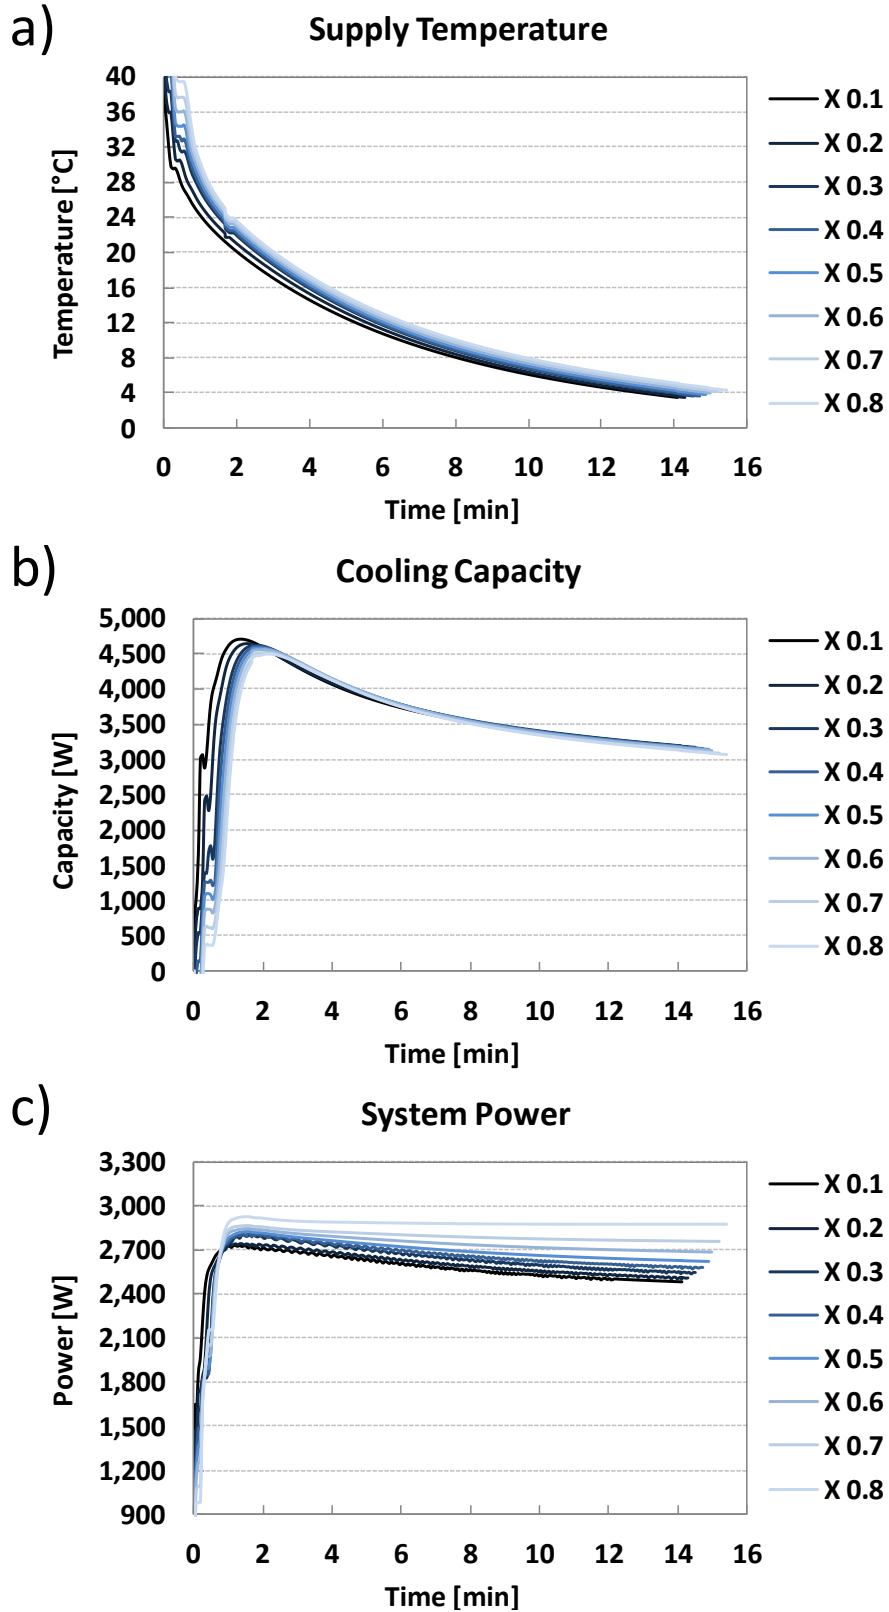 a)
Supply Temperature
Temperature [°C]
40
36
32
28
24
20
16
12
8
4
0
0 2 4 6 8 10 12 14 16
Time [min]
X 0.1
X 0.2
X 0.3
X 0.4
X 0.5
X 0.6
X 0.7
X 0.8
b)
Cooling Capacity
Capacity [W]
5,000
4,500
4,000
3,500
3,000
2,500
2,000
1,500
1,000
500
0
0 2 4 6 8 10 12 14 16
Time [min]
X 0.1
X 0.2
X 0.3
X 0.4
X 0.5
X 0.6
X 0.7
X 0.8
c)
System Power
Power [W]
3,300
3,000
2,700
2,400
2,100
1,800
1,500
1,200
900
0 2 4 6 8 10 12 14 16
Time [min]
X 0.1
X 0.2
X 0.3
X 0.4
X 0.5
X 0.6
X 0.7
X 0.8